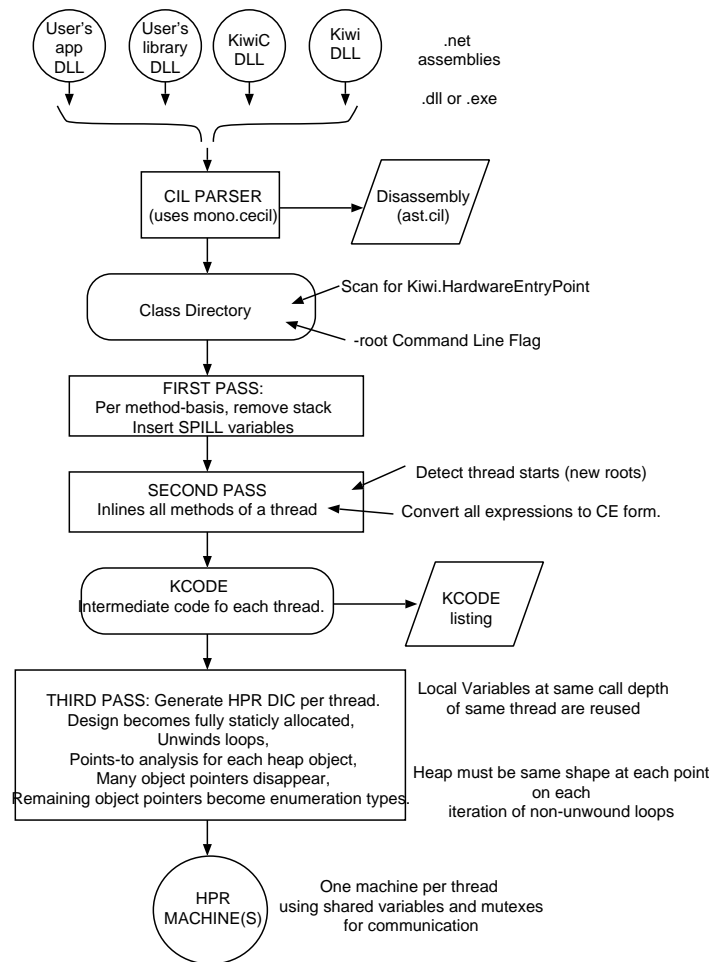 User's
app
DLL
User's
library
DLL
KiwiC
DLL
Kiwi
DLL
.net
assemblies
.dll or .exe
CIL PARSER
(uses mono.cecil)
Disassembly
(ast.cil)
Class Directory
Scan for Kiwi.HardwareEntryPoint
-root Command Line Flag
FIRST PASS:
Per method-basis, remove stack
Insert SPILL variables
SECOND PASS
Inlines all methods of a thread
Detect thread starts (new roots)
Convert all expressions to CE form.
KCODE
Intermediate code fo each thread.
KCODE
listing
THIRD PASS: Generate HPR DIC per thread.
Design becomes fully staticly allocated,
Unwinds loops,
Points-to analysis for each heap object,
Many object pointers disappear,
Remaining object pointers become enumeration types.
Local Variables at same call depth
of same thread are reused
Heap must be same shape at each point
on each
iteration of non-unwound loops
HPR
MACHINE(S)
One machine per thread
using shared variables and mutexes
for communication